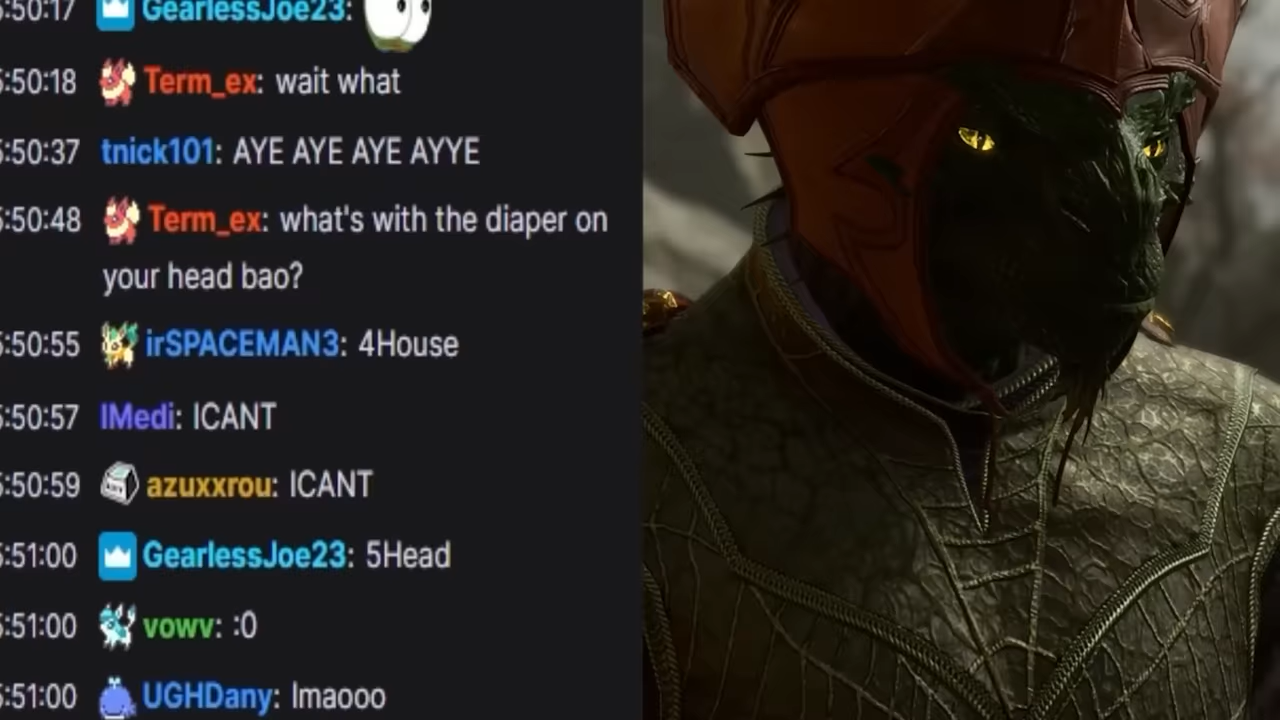 5:50:17 GearlessJoe23:
5:50:18 Term_ex: wait what
5:50:37 tnick101: AYE AYE AYE AYYE
5:50:48 Term_ex: what's with the diaper on
your head bao?
5:50:55 irSPACEMAN3: 4House
5:50:57 IMedi: ICANT
5:50:59 azuxxrou: ICANT
5:51:00 GearlessJoe23: 5Head
5:51:00 vowv: :0
5:51:00 UGHDany: lmaooo